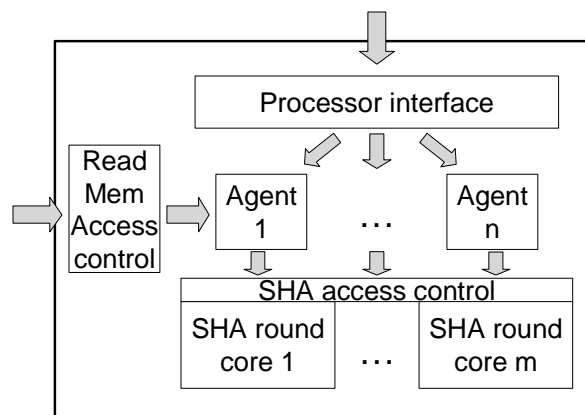 Processor interface
Read
Mem
Access
control
Agent
1
...
Agent
n
SHA access control
SHA round
core 1
...
SHA round
core m